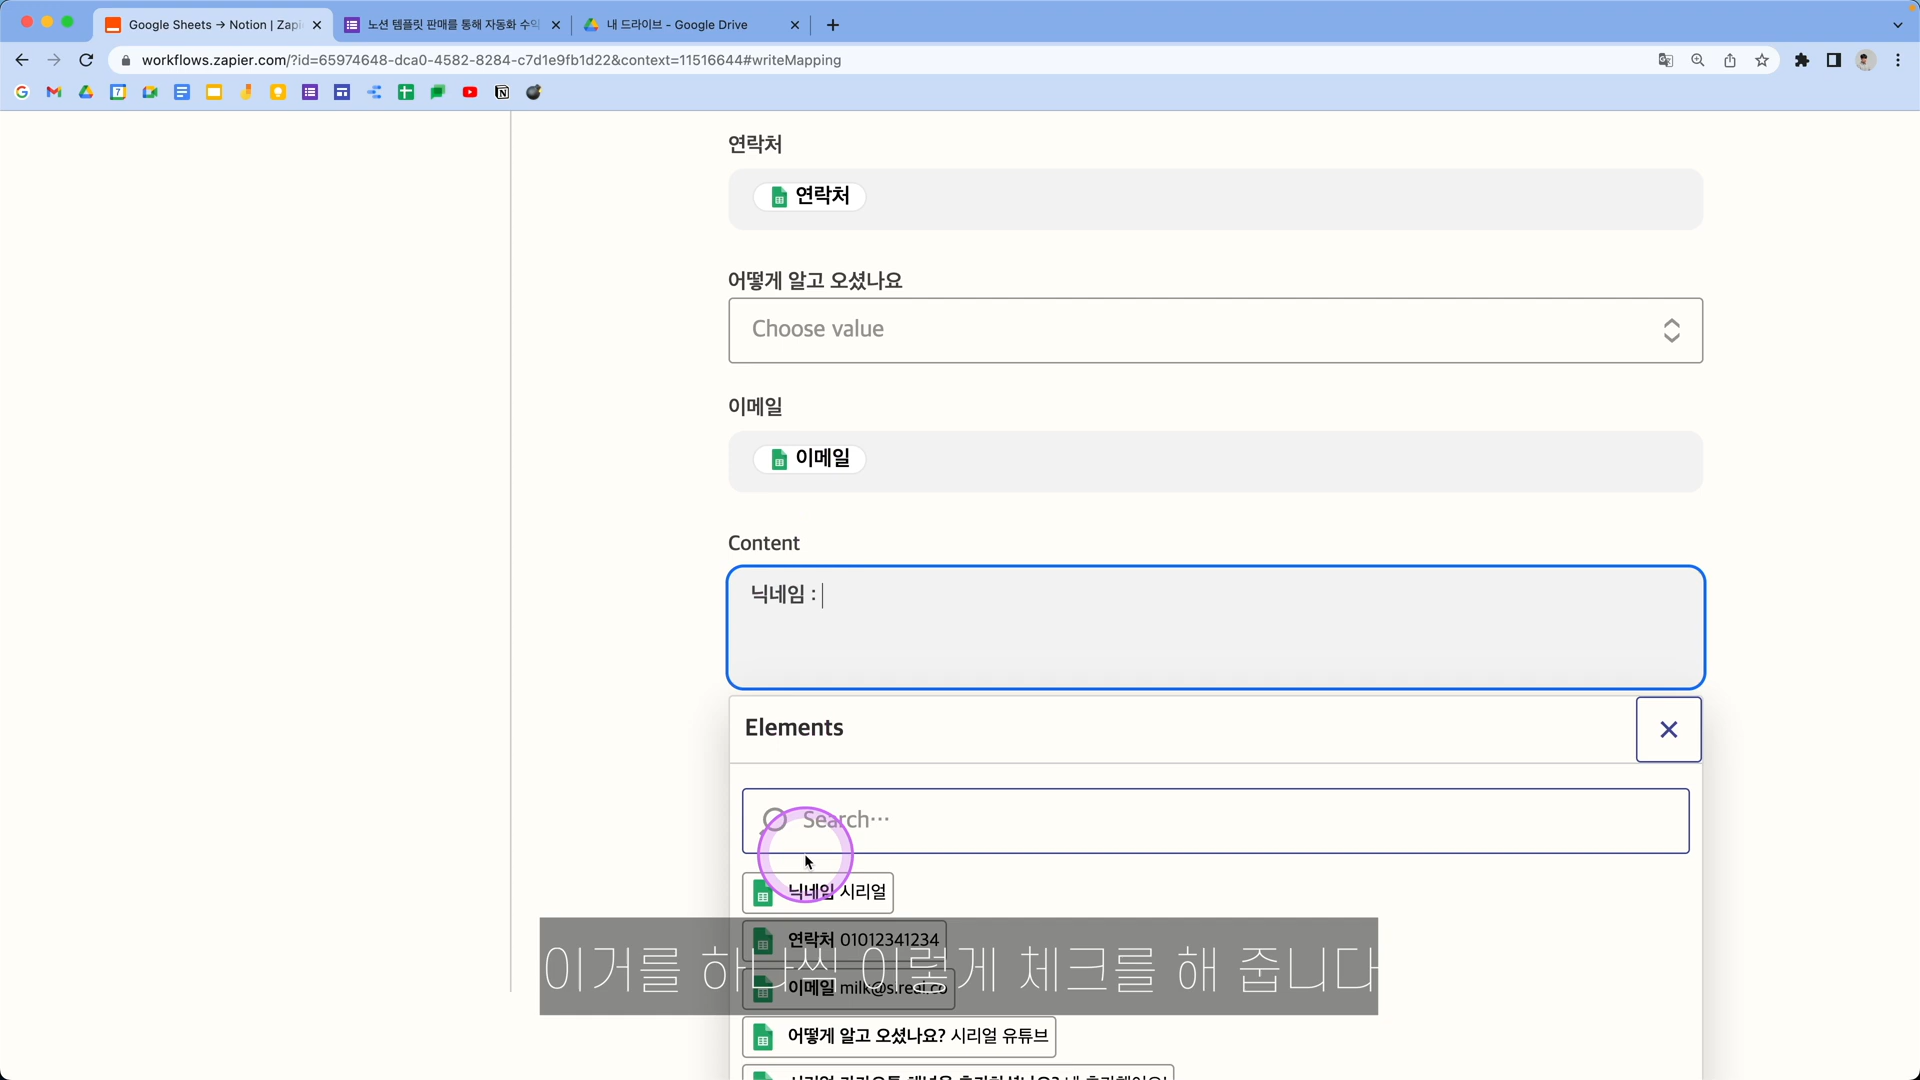 Google Sheets → Notion | Zapi
노션 템플릿 판매를 통해 자동화 수익
내 드라이브 - Google Drive
workflows.zapier.com/?id=65974648-dca0-4582-8284-c7d1e9fb1d22&context=11516644#writeMapping
연락처
연락처
어떻게 알고 오셨나요
Choose value
이메일
이메일
Content
닉네임 :
Elements
Search…
닉네임 시리얼
연락처 01012341234
이거를 하나씩 이렇게 체크를 해 줍니다
이메일
어떻게 알고 오셨나요? 시리얼 유튜브